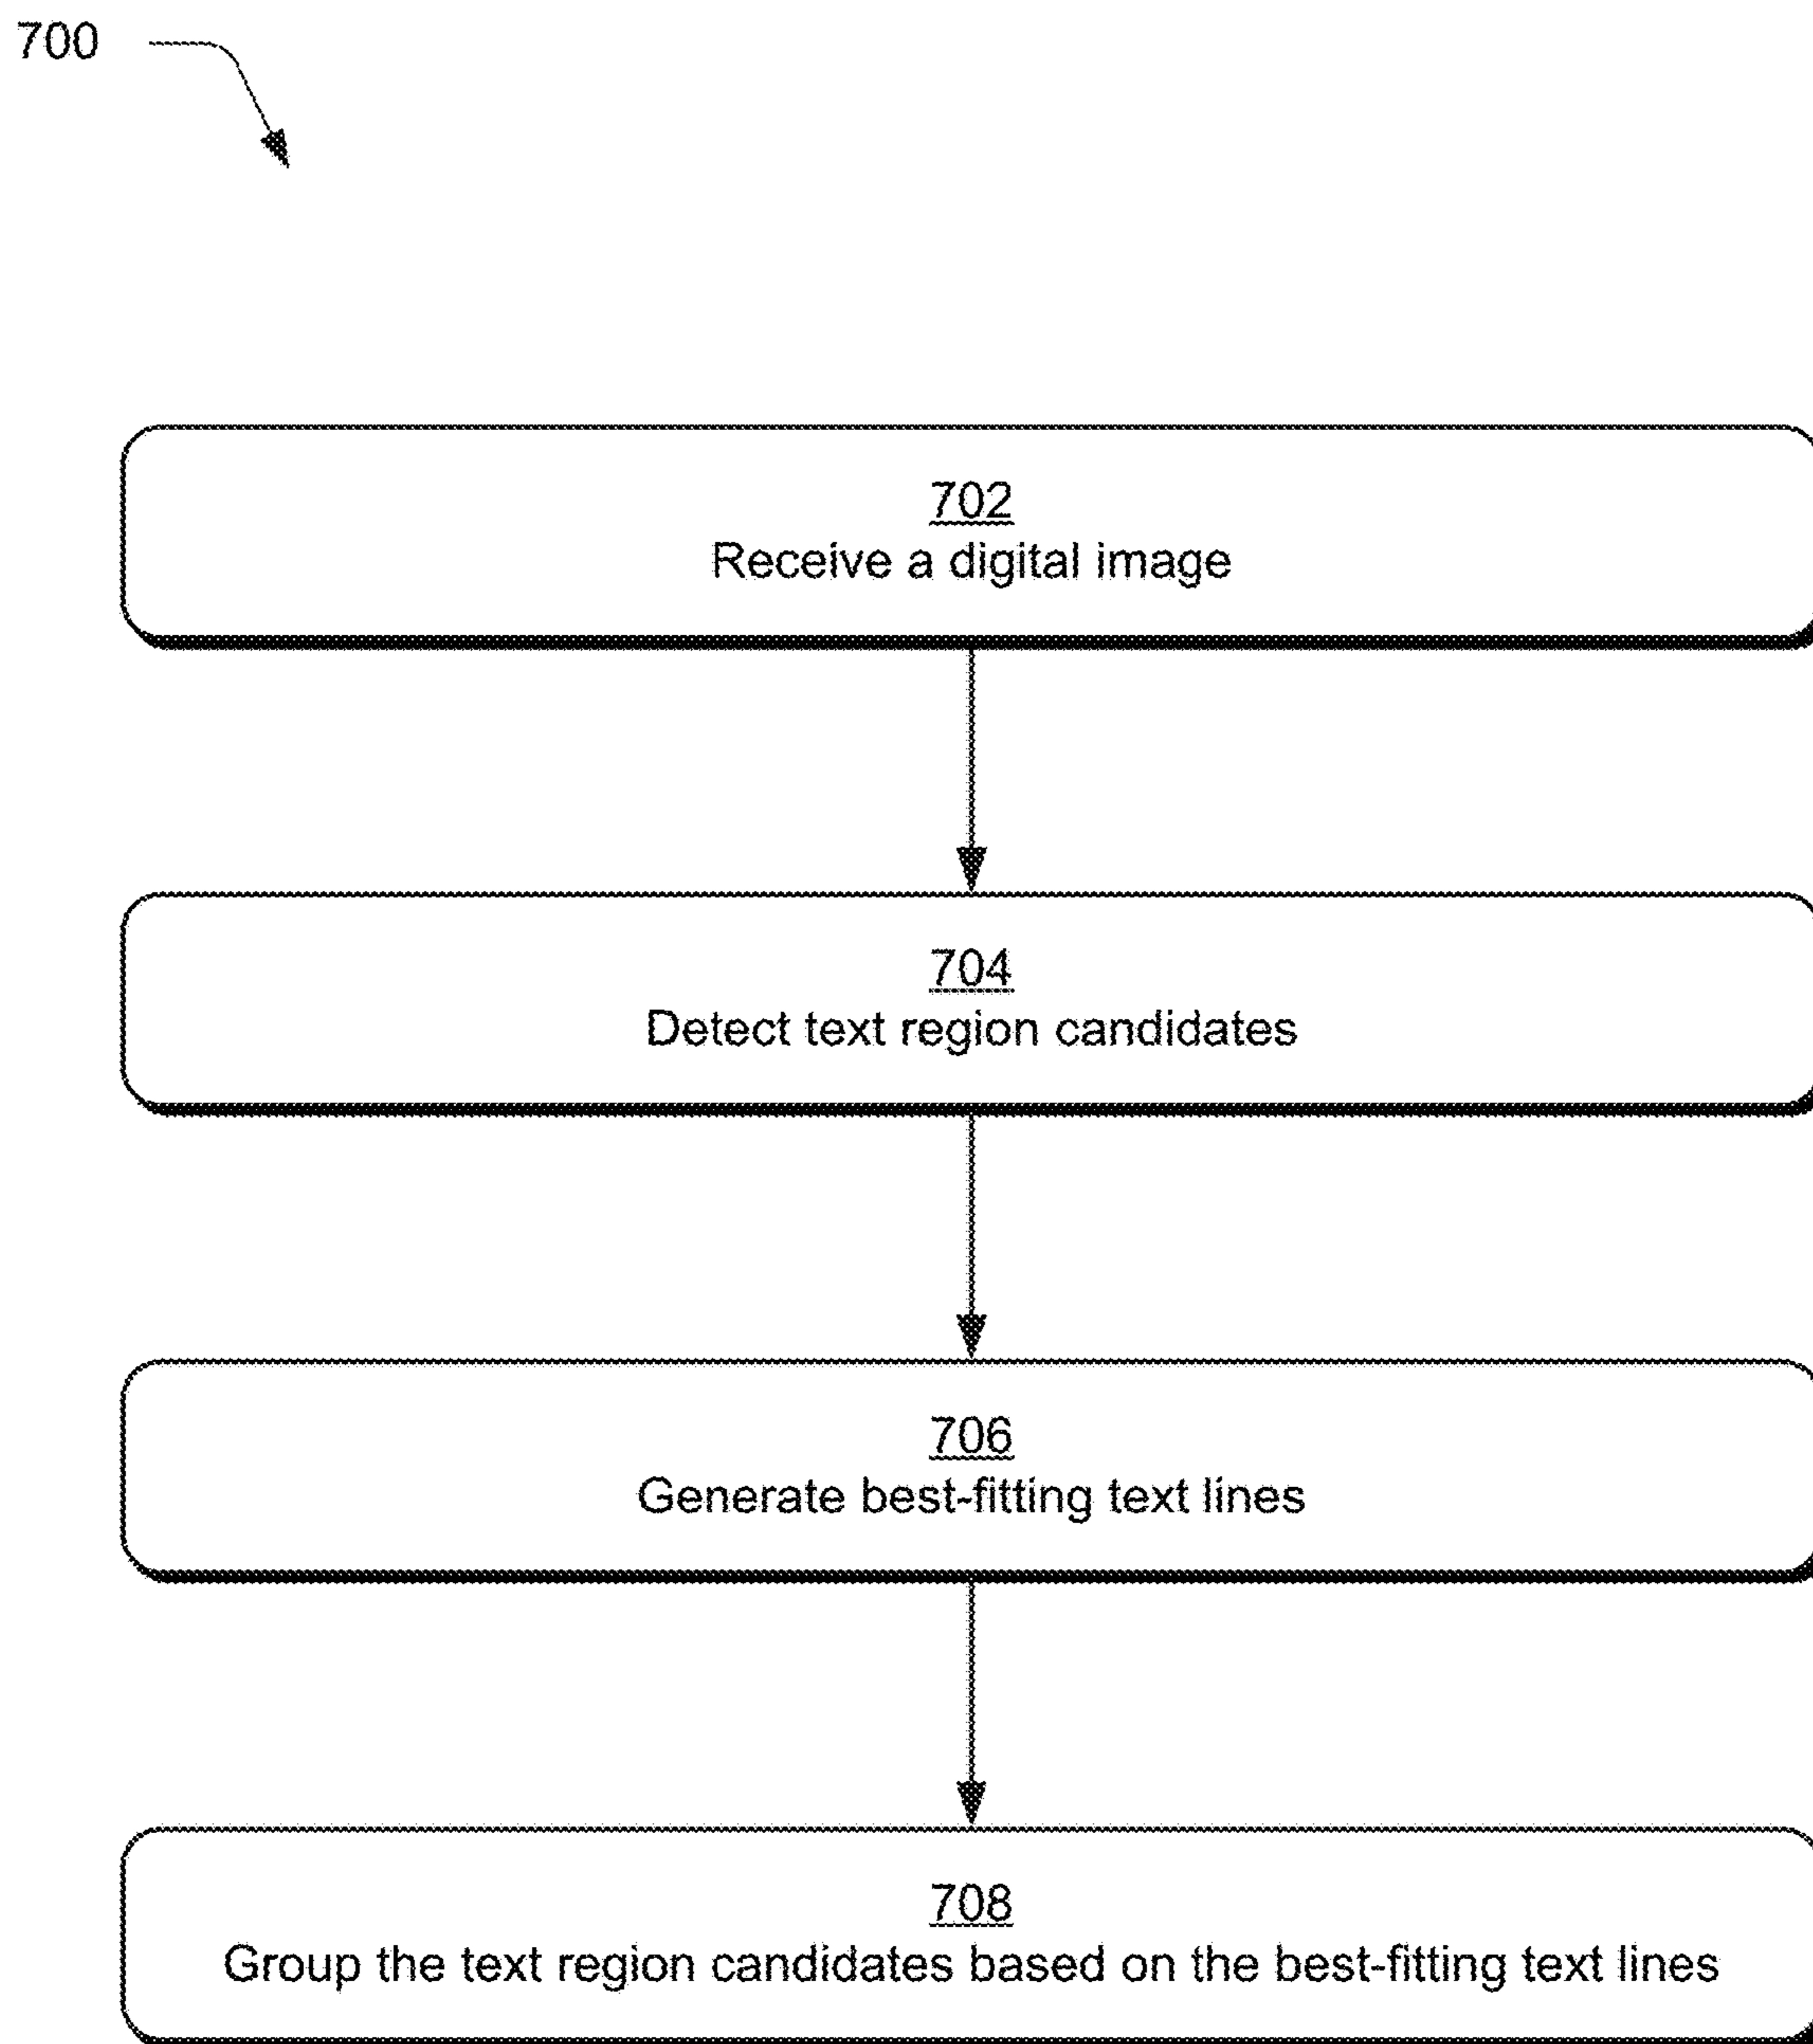 700
702
Receive a digital image
704
Detect text region candidates
706
Generate best-fitting text lines
708
Group the text region candidates based on the best-fitting text lines